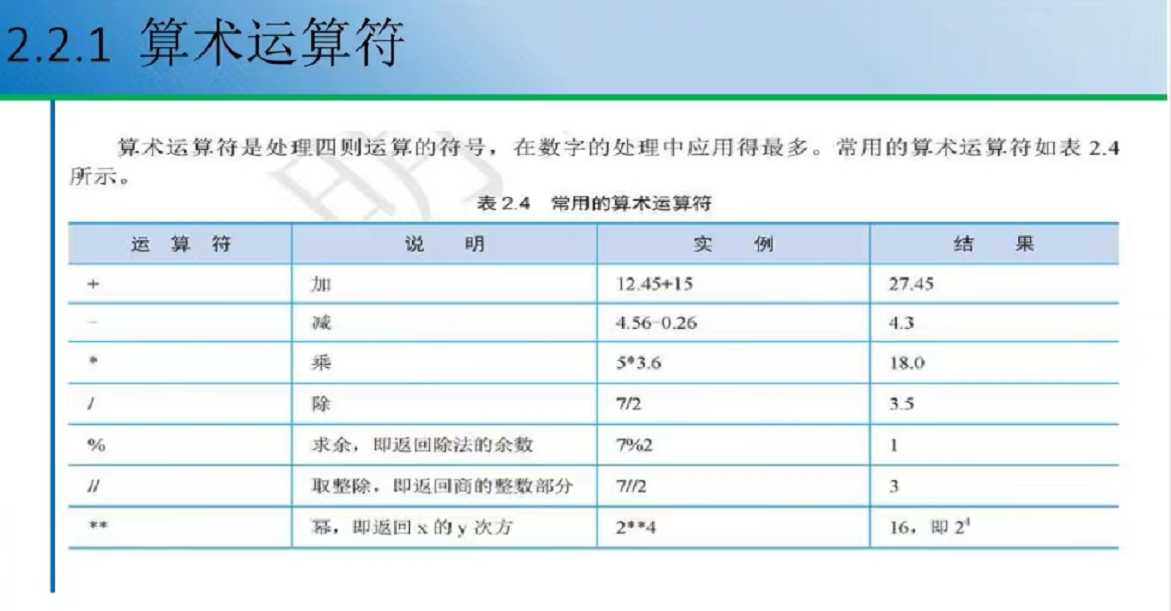 2.2.1 算术运算符
算术运算符是处理四则运算的符号，在数字的处理中应用得最多。常用的算术运算符如表 2.4
所示。
表 2.4 常用的算术运算符
运 算 符 说 明 实 例 结 果
+ 加 12.45+15 27.45
- 减 4.56-0.26 4.3
* 乘 5*3.6 18.0
/ 除 7/2 3.5
% 求余，即返回除法的余数 7%2 1
// 取整除，即返回商的整数部分 7//2 3
** 幂，即返回 x 的 y 次方 2**4 16，即 2⁴